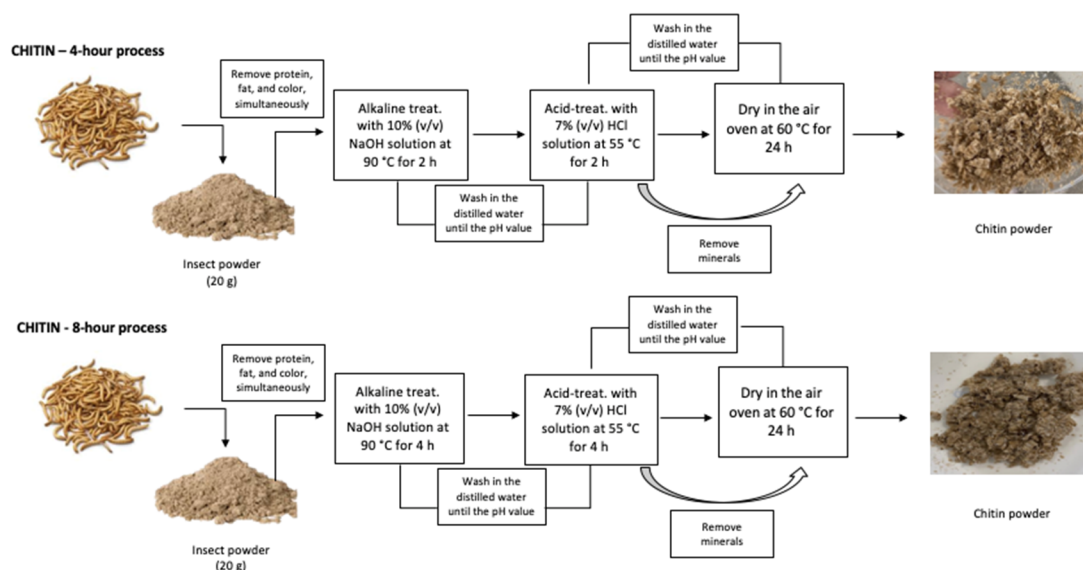 CHITIN – 4-hour process
Remove protein,
fat, and color,
simultaneously
Insect powder
(20 g)
Alkaline treat.
with 10% (v/v)
NaOH solution at
90 °C for 2 h
Wash in the
distilled water
until the pH value
Acid-treat. with
7% (v/v) HCl
solution at 55 °C
for 2 h
Wash in the
distilled water
until the pH value
Remove
minerals
Dry in the air
oven at 60 °C for
24 h
Chitin powder
CHITIN - 8-hour process
Remove protein,
fat, and color,
simultaneously
Insect powder
(20 g)
Alkaline treat.
with 10% (v/v)
NaOH solution at
90 °C for 4 h
Wash in the
distilled water
until the pH value
Acid-treat. with
7% (v/v) HCl
solution at 55 °C
for 4 h
Wash in the
distilled water
until the pH value
Remove
minerals
Dry in the air
oven at 60 °C for
24 h
Chitin powder